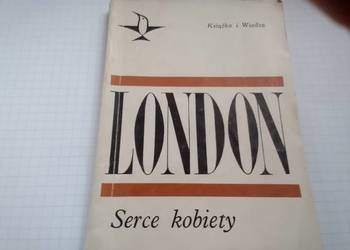 Książka i Wiedza
LONDON
Serce kobiety